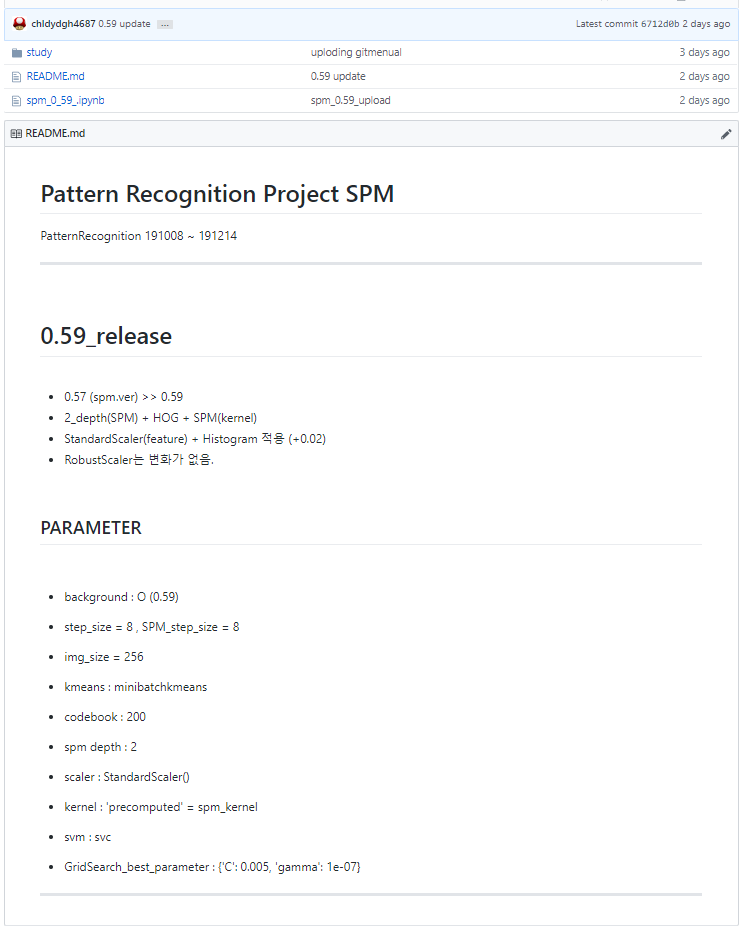 chldydgh4687 0.59 update ... Latest commit 6712d0b 2 days ago
study uploding gitmenual 3 days ago
README.md 0.59 update 2 days ago
spm_0_59_.ipynb spm_0.59_upload 2 days ago
README.md
Pattern Recognition Project SPM
PatternRecognition 191008 ~ 191214
0.59_release
• 0.57 (spm.ver) >> 0.59
• 2_depth(SPM) + HOG + SPM(kernel)
• StandardScaler(feature) + Histogram 적용 (+0.02)
• RobustScaler는 변화가 없음.
PARAMETER
• background : O (0.59)
• step_size = 8 , SPM_step_size = 8
• img_size = 256
• kmeans : minibatchkmeans
• codebook : 200
• spm depth : 2
• scaler : StandardScaler()
• kernel : 'precomputed' = spm_kernel
• svm : svc
• GridSearch_best_parameter : {'C': 0.005, 'gamma': 1e-07}